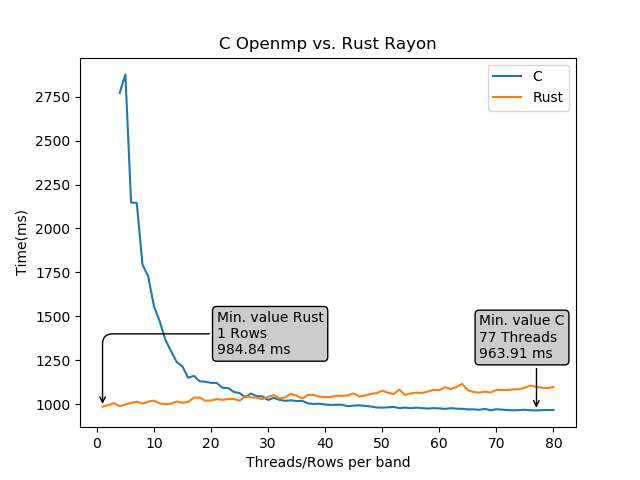 C Openmp vs. Rust Rayon
C
Rust
2750
2500
2250
2000
1750
1500
1250
1000
Time(ms)
Min. value Rust
1 Rows
984.84 ms
Min. value C
77 Threads
963.91 ms
0 10 20 30 40 50 60 70 80
Threads/Rows per band